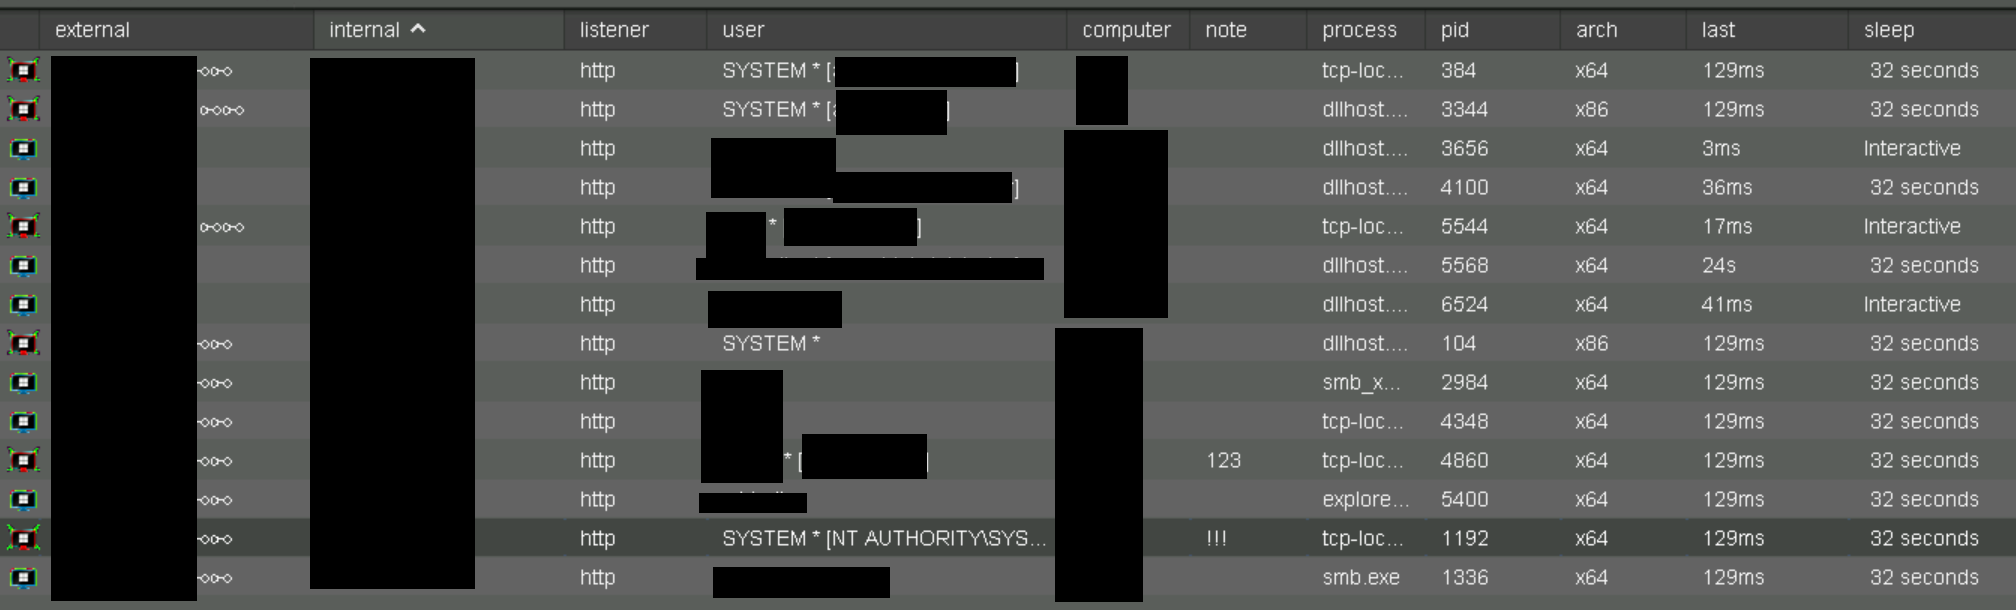 external internal listener user computer note process pid arch last sleep
http SYSTEM * [ ] tcp-loc... 384 x64 129ms 32 seconds
http SYSTEM * [ ] dllhost.... 3344 x86 129ms 32 seconds
http dllhost.... 3656 x64 3ms Interactive
http ] dllhost.... 4100 x64 36ms 32 seconds
http * ] tcp-loc... 5544 x64 17ms Interactive
http dllhost.... 5568 x64 24s 32 seconds
http dllhost.... 6524 x64 41ms Interactive
http SYSTEM * dllhost.... 104 x86 129ms 32 seconds
http smb_x... 2984 x64 129ms 32 seconds
http tcp-loc... 4348 x64 129ms 32 seconds
http * [ ] 123 tcp-loc... 4860 x64 129ms 32 seconds
http explore... 5400 x64 129ms 32 seconds
http SYSTEM * [NT AUTHORITY\SYS... !!! tcp-loc... 1192 x64 129ms 32 seconds
http smb.exe 1336 x64 129ms 32 seconds